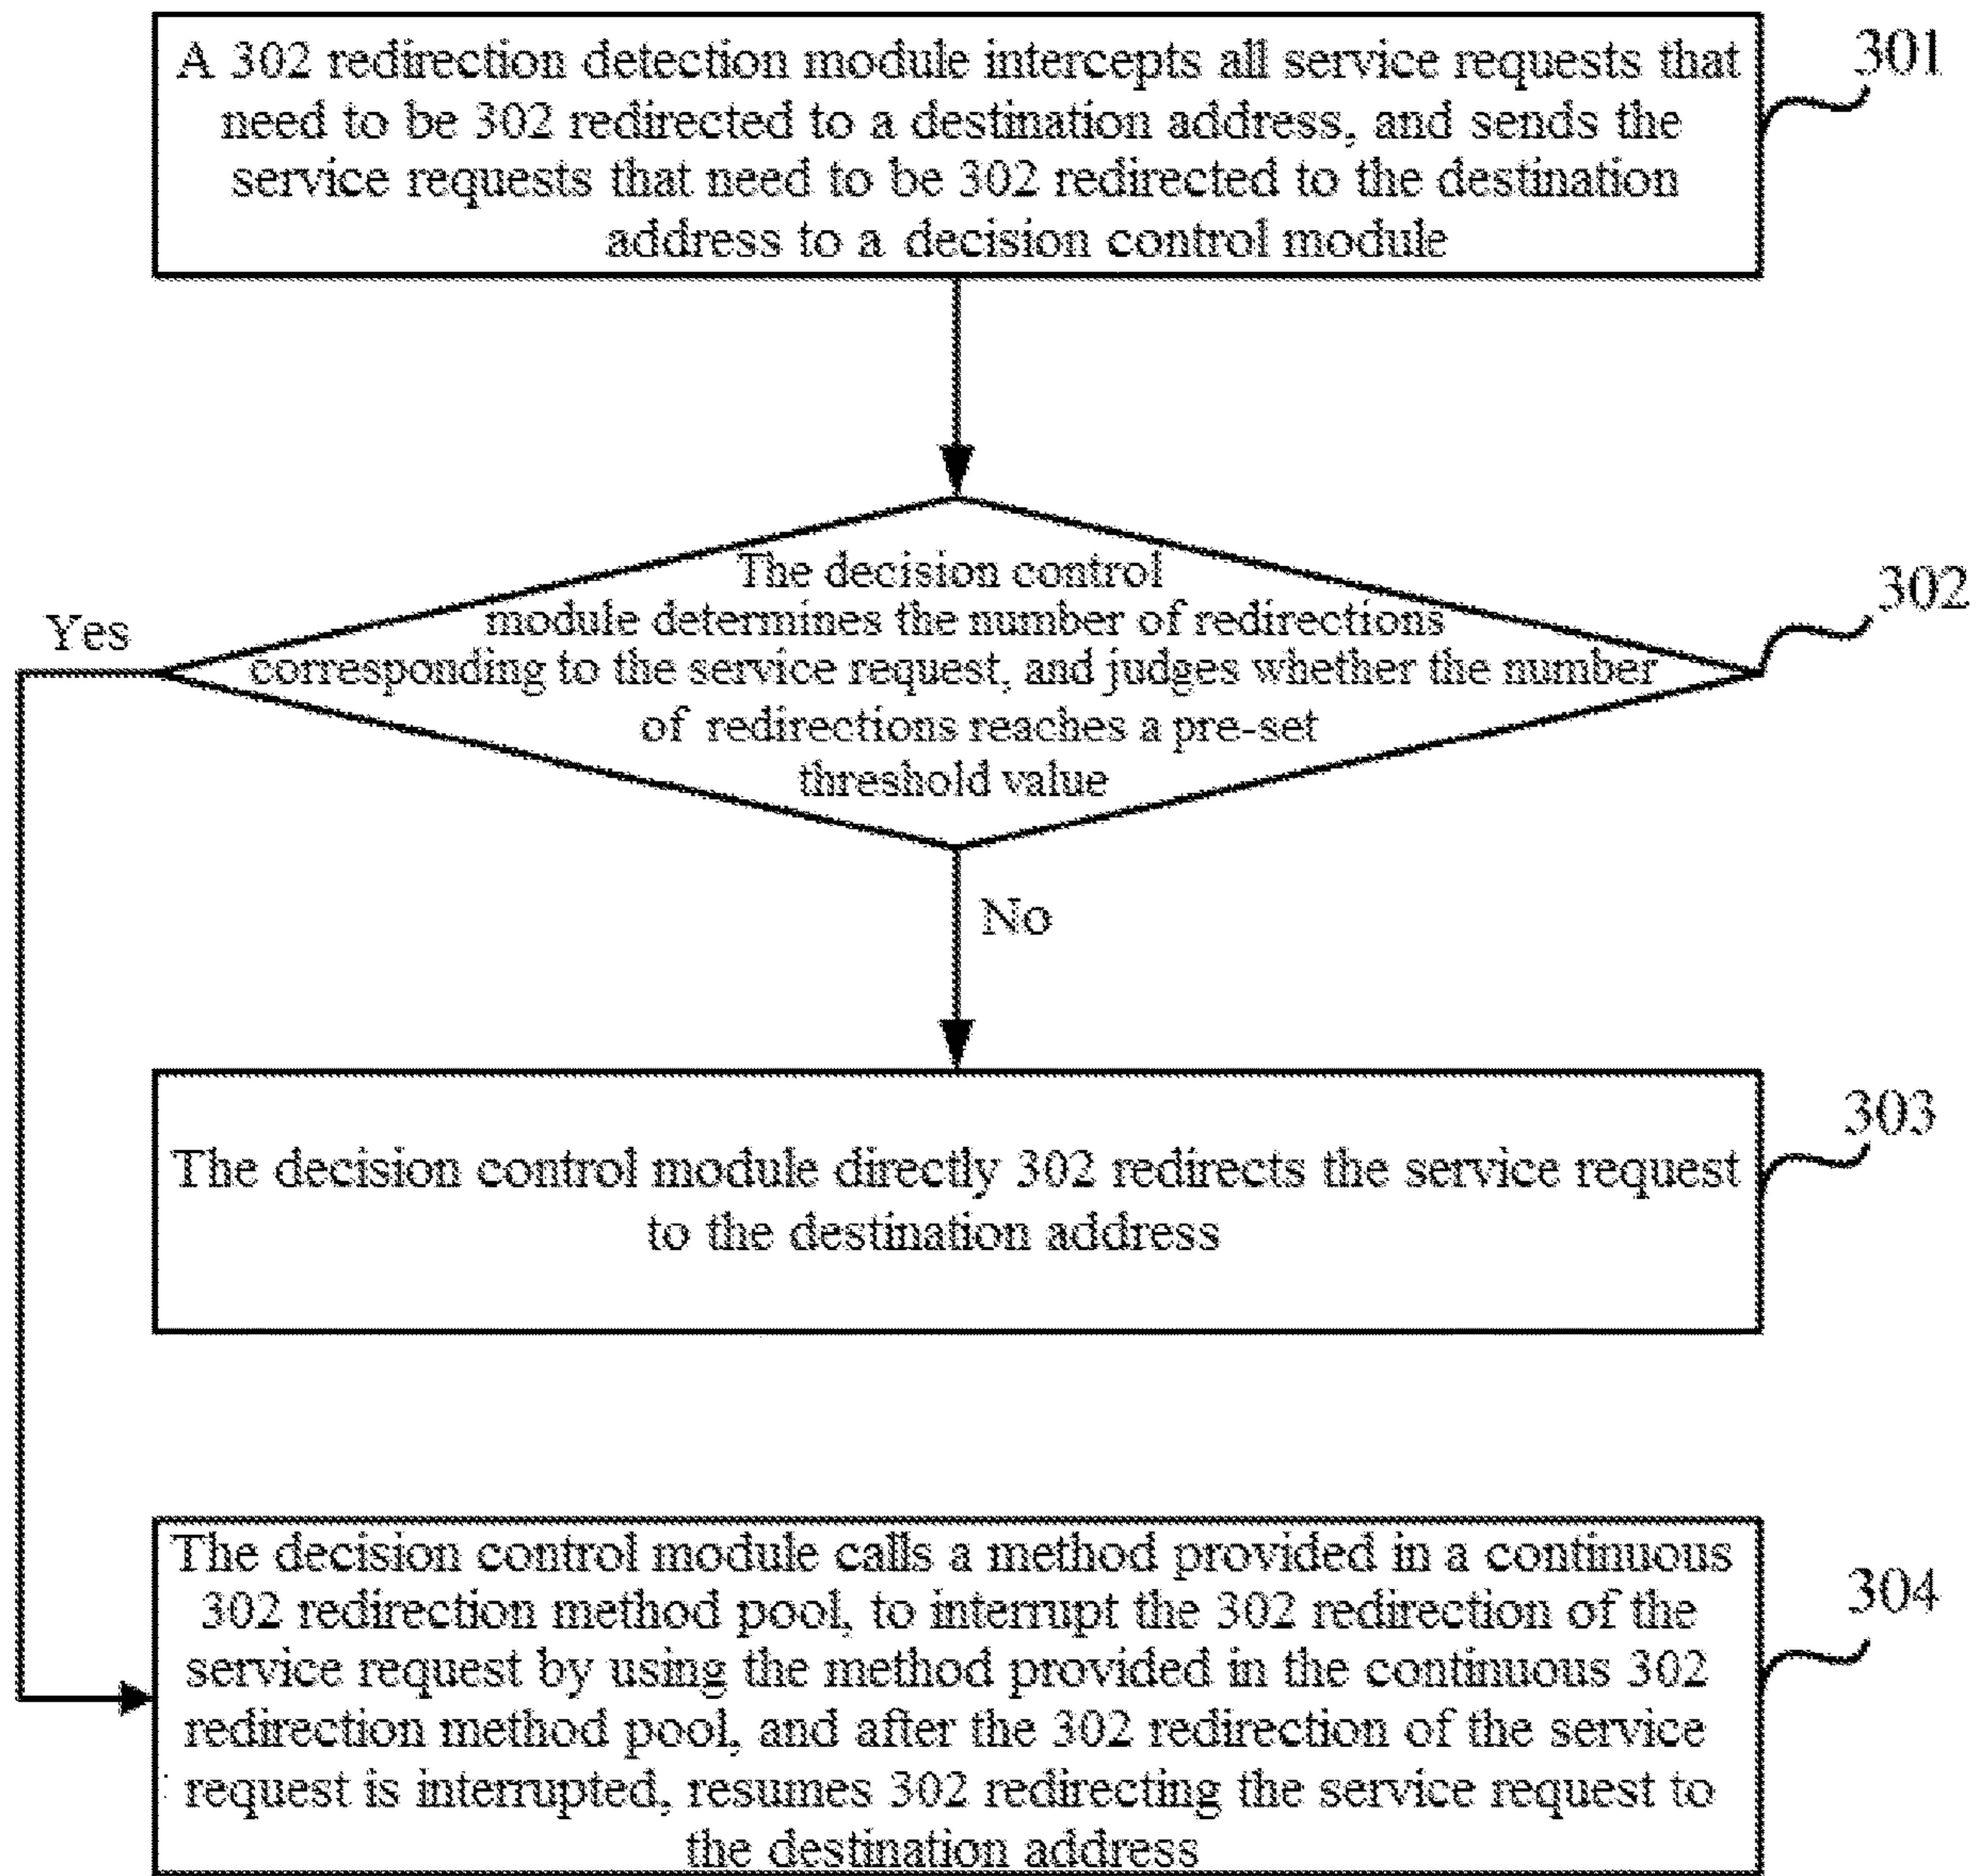 A 302 redirection detection module intercepts all service requests that
need to be 302 redirected to a destination address, and sends the
service requests that need to be 302 redirected to the destination
address to a decision control module
301
The decision control
module determines the number of redirections
corresponding to the service request, and judges whether the number
of redirections reaches a pre-set
threshold value
302
Yes
No
The decision control module directly 302 redirects the service request
to the destination address
303
The decision control module calls a method provided in a continuous
302 redirection method pool, to interrupt the 302 redirection of the
service request by using the method provided in the continuous 302
redirection method pool, and after the 302 redirection of the service
request is interrupted, resumes 302 redirecting the service request to
the destination address
304